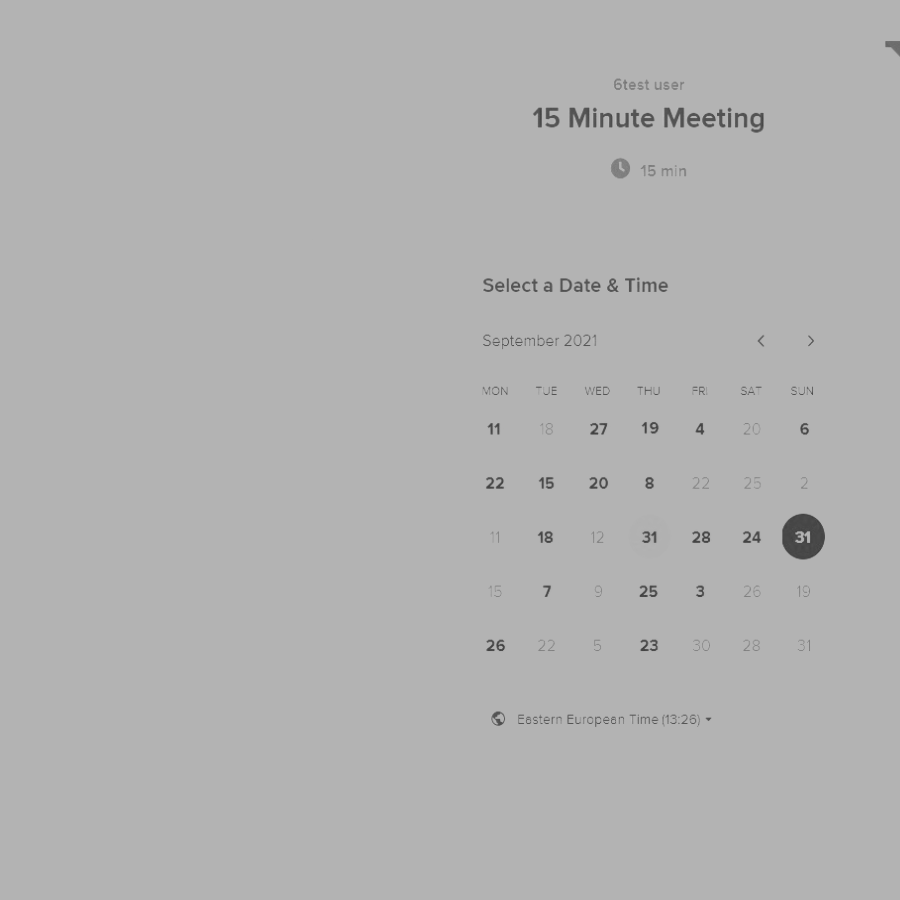 6test user
15 Minute Meeting
15 min
Select a Date & Time
September 2021
MON TUE WED THU FRI SAT SUN
11 18 27 19 4 20 6
22 15 20 8 22 25 2
11 18 12 31 28 24 31
15 7 9 25 3 26 19
26 22 5 23 30 28 31
Eastern European Time (13:26)